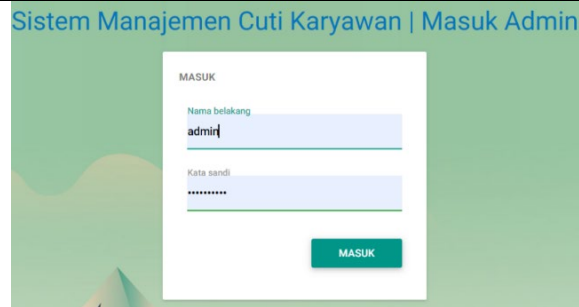 Sistem Manajemen Cuti Karyawan | Masuk Admin
MASUK
Nama belakang
admin
Kata sandi
••••••••••
MASUK